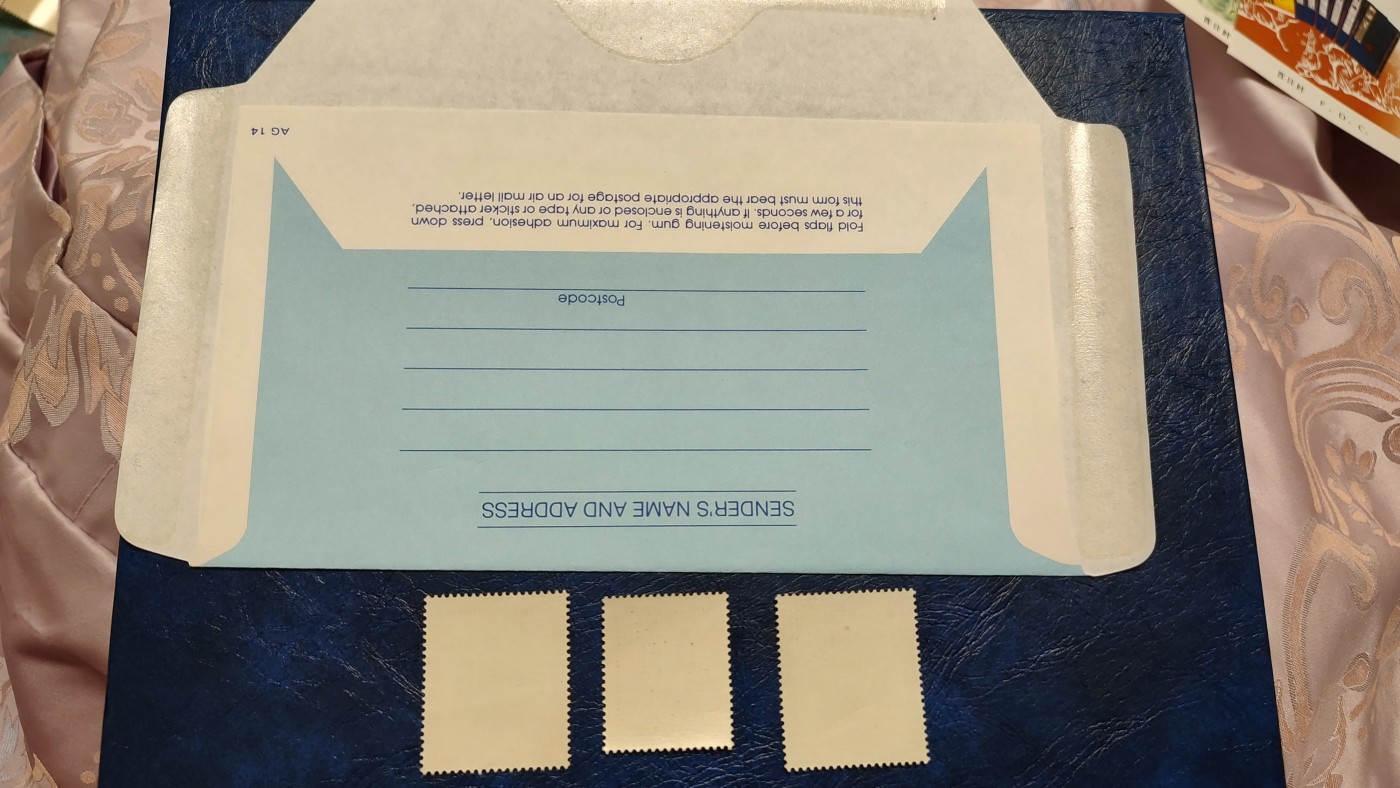 SENDER'S NAME AND ADDRESS
Postcode
Fold flaps before moistening gum. For maximum adhesion, press down
for a few seconds. If anything is enclosed or any tape or sticker attached,
this form must bear the appropriate postage for an air mail letter.
AG 14
F. D. C.